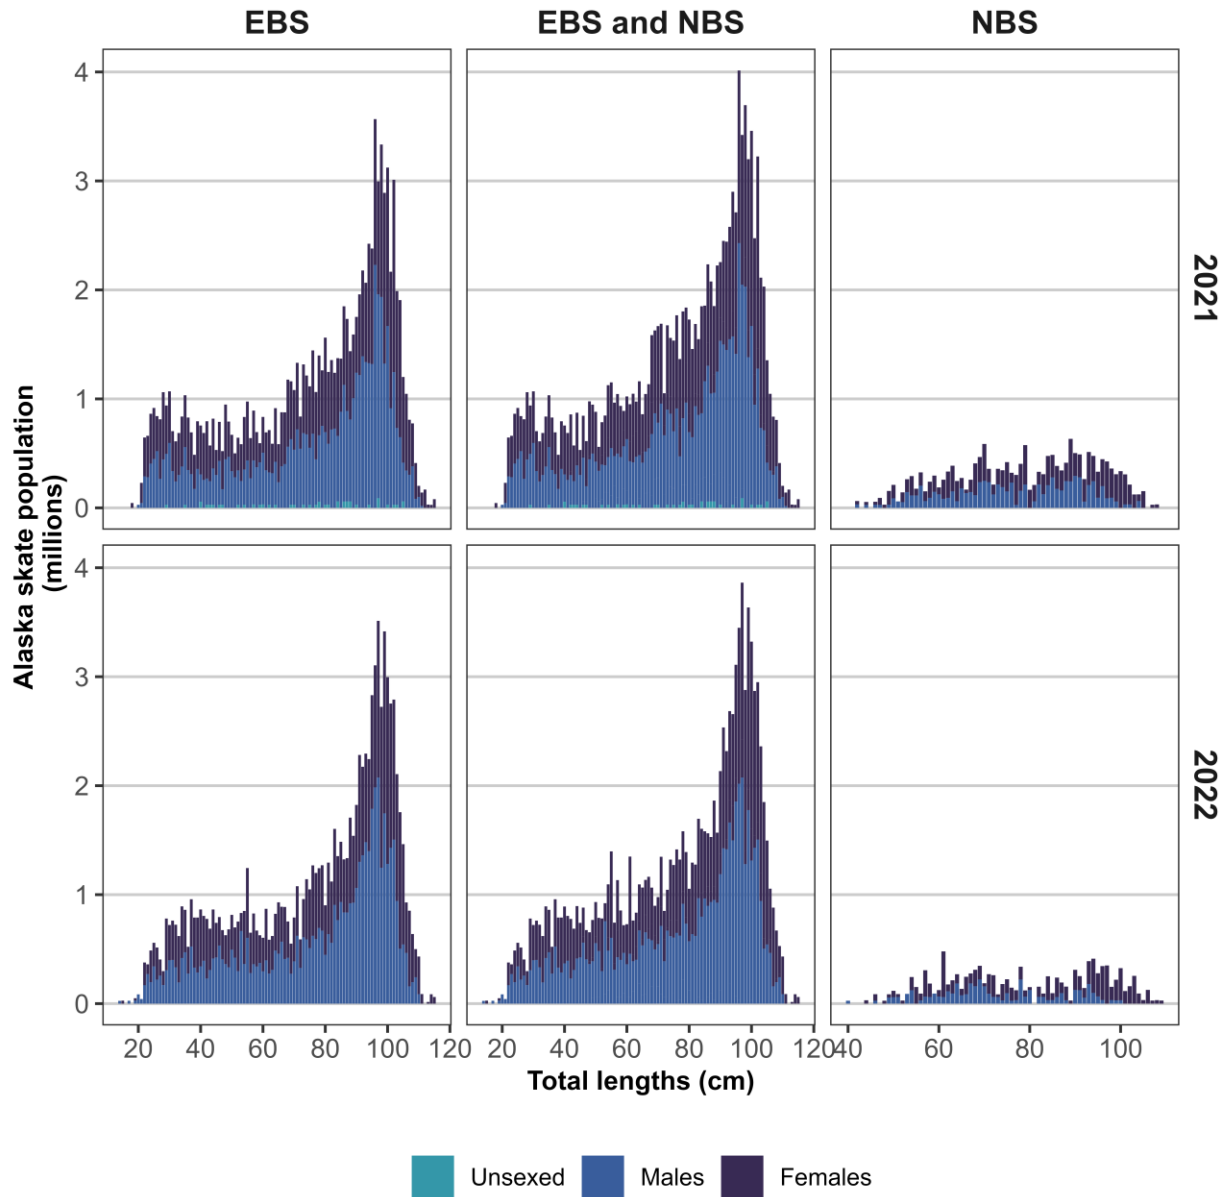 EBS EBS and NBS NBS
4
3
2
1
0
2021
Alaska skate population
(millions)
4
3
2
1
0
2022
20 40 60 80 100 120 20 40 60 80 100 120 40 60 80 100
Total lengths (cm)
Unsexed Males Females